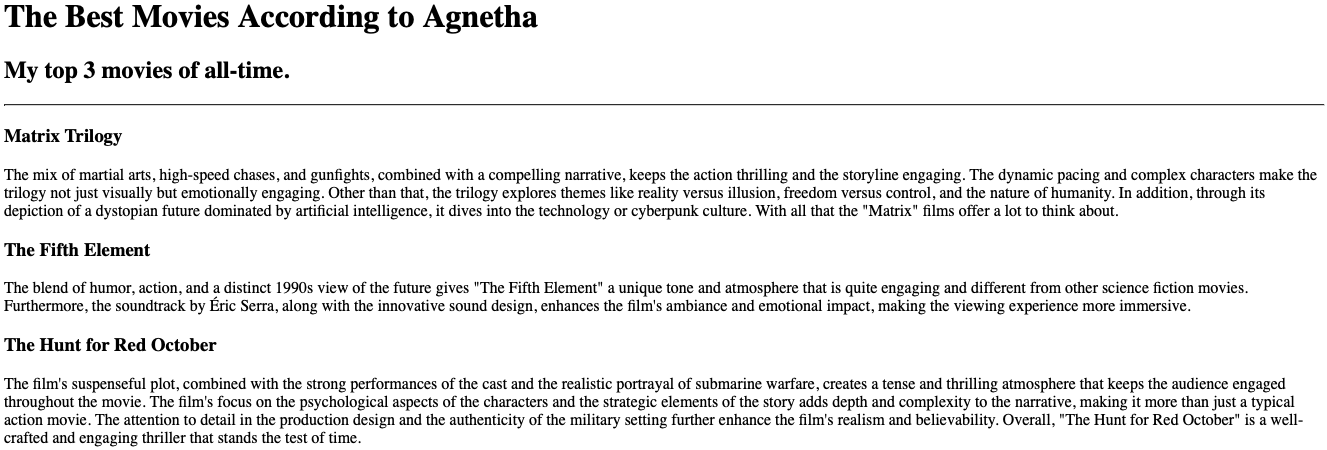 The Best Movies According to Agnetha
My top 3 movies of all-time.
Matrix Trilogy
The mix of martial arts, high-speed chases, and gunfights, combined with a compelling narrative, keeps the action thrilling and the storyline engaging. The dynamic pacing and complex characters make the
trilogy not just visually but emotionally engaging. Other than that, the trilogy explores themes like reality versus illusion, freedom versus control, and the nature of humanity. In addition, through its
depiction of a dystopian future dominated by artificial intelligence, it dives into the technology or cyberpunk culture. With all that the "Matrix" films offer a lot to think about.
The Fifth Element
The blend of humor, action, and a distinct 1990s view of the future gives "The Fifth Element" a unique tone and atmosphere that is quite engaging and different from other science fiction movies.
Furthermore, the soundtrack by Éric Serra, along with the innovative sound design, enhances the film's ambiance and emotional impact, making the viewing experience more immersive.
The Hunt for Red October
The film's suspenseful plot, combined with the strong performances of the cast and the realistic portrayal of submarine warfare, creates a tense and thrilling atmosphere that keeps the audience engaged
throughout the movie. The film's focus on the psychological aspects of the characters and the strategic elements of the story adds depth and complexity to the narrative, making it more than just a typical
action movie. The attention to detail in the production design and the authenticity of the military setting further enhance the film's realism and believability. Overall, "The Hunt for Red October" is a well-
crafted and engaging thriller that stands the test of time.